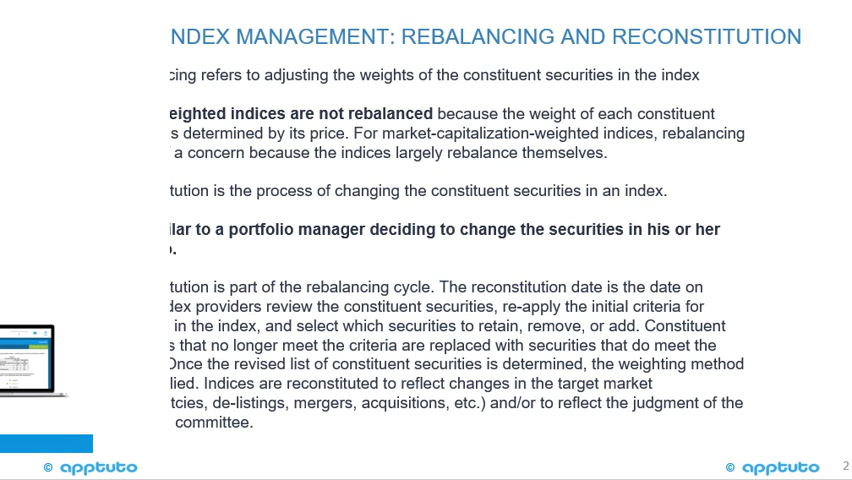 NDEX MANAGEMENT: REBALANCING AND RECONSTITUTION
cing refers to adjusting the weights of the constituent securities in the index
eighted indices are not rebalanced because the weight of each constituent
s determined by its price. For market-capitalization-weighted indices, rebalancing
a concern because the indices largely rebalance themselves.
tution is the process of changing the constituent securities in an index.
lar to a portfolio manager deciding to change the securities in his or her
o.
tution is part of the rebalancing cycle. The reconstitution date is the date on
dex providers review the constituent securities, re-apply the initial criteria for
in the index, and select which securities to retain, remove, or add. Constituent
s that no longer meet the criteria are replaced with securities that do meet the
Once the revised list of constituent securities is determined, the weighting method
lied. Indices are reconstituted to reflect changes in the target market
tcies, de-listings, mergers, acquisitions, etc.) and/or to reflect the judgment of the
committee.
© apptuto © apptuto 2